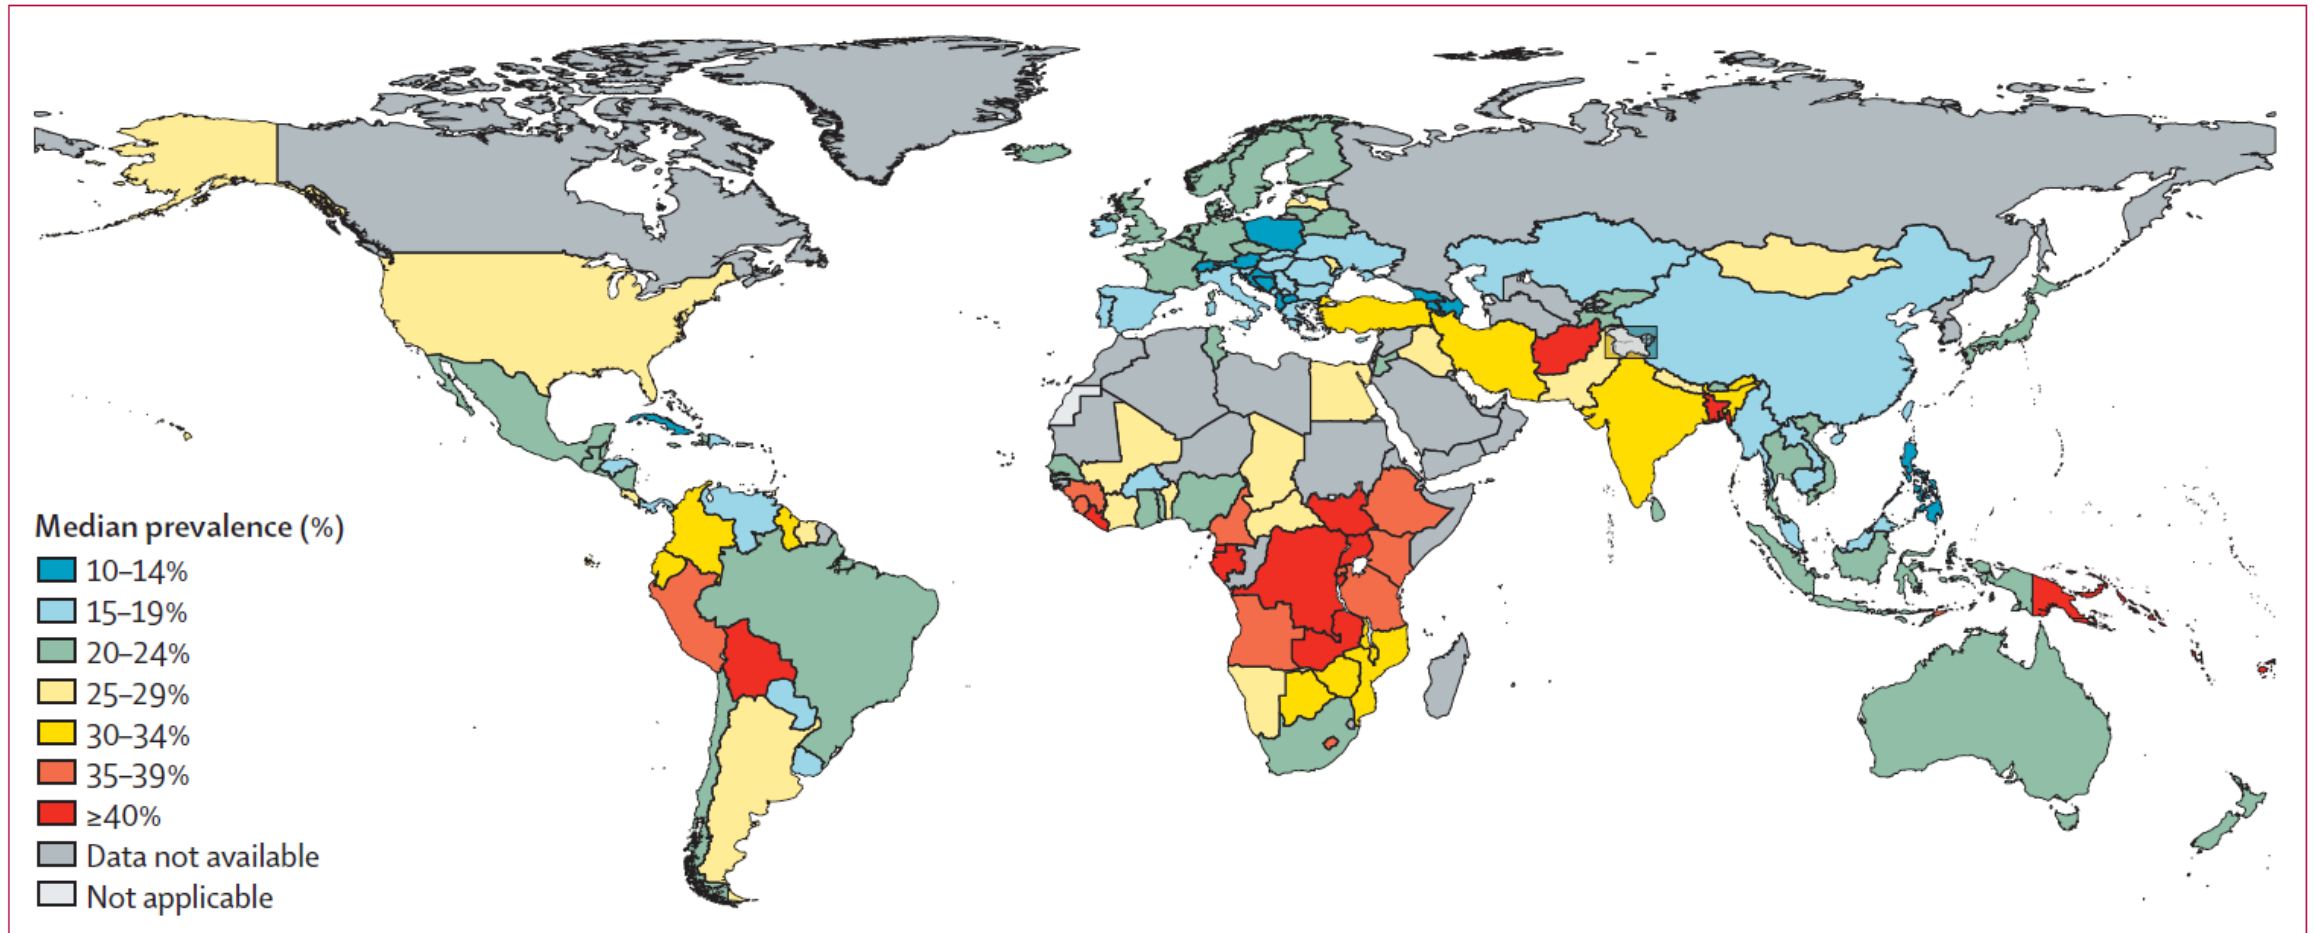 Median prevalence (%)
10–14%
15–19%
20–24%
25–29%
30–34%
35–39%
≥40%
Data not available
Not applicable